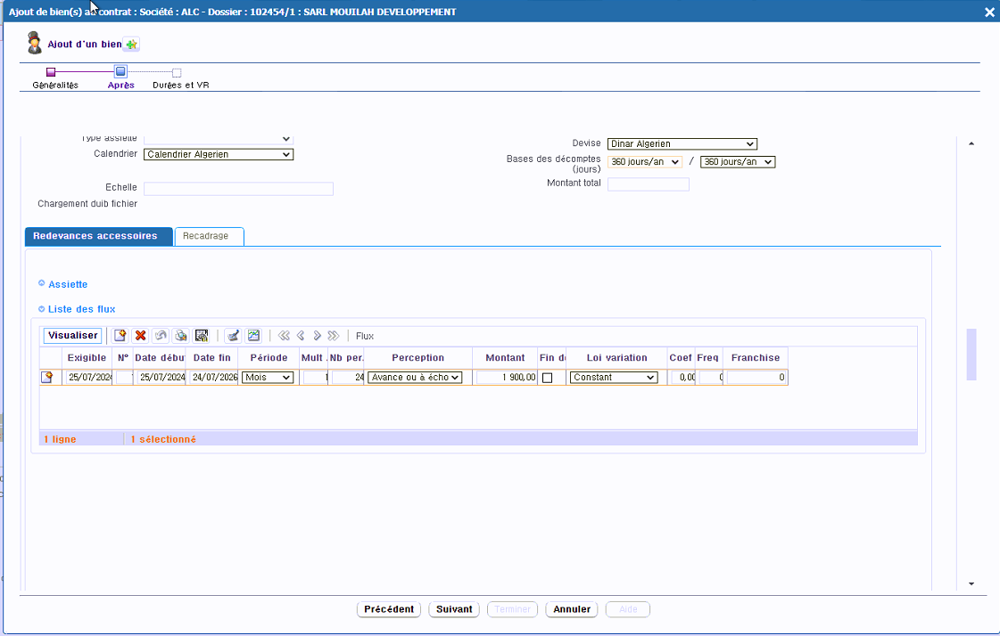 Ajout de bien(s) au contrat : Société : ALC - Dossier : 102454/1 : SARL MOUILAH DEVELOPPEMENT
Ajout d'un bien
Généralités Après Durées et VR
Type assiette
Devise Dinar Algerien
Calendrier Calendrier Algerien
Bases des décomptes (jours) 360 jours/an / 360 jours/an
Echelle
Montant total
Chargement duib fichier
Redevances accessoires Recadrage
Assiette
Liste des flux
Visualiser Flux
Exigible N° Date débu Date fin Période Mult. Nb per. Perception Montant Fin d Loi variation Coef Freq Franchise
25/07/2024 1 25/07/2024 24/07/2026 Mois 1 24 Avance ou à écho 1 900,00 Constant 0,00 0 0
1 ligne 1 sélectionné
Précédent Suivant Terminer Annuler Aide